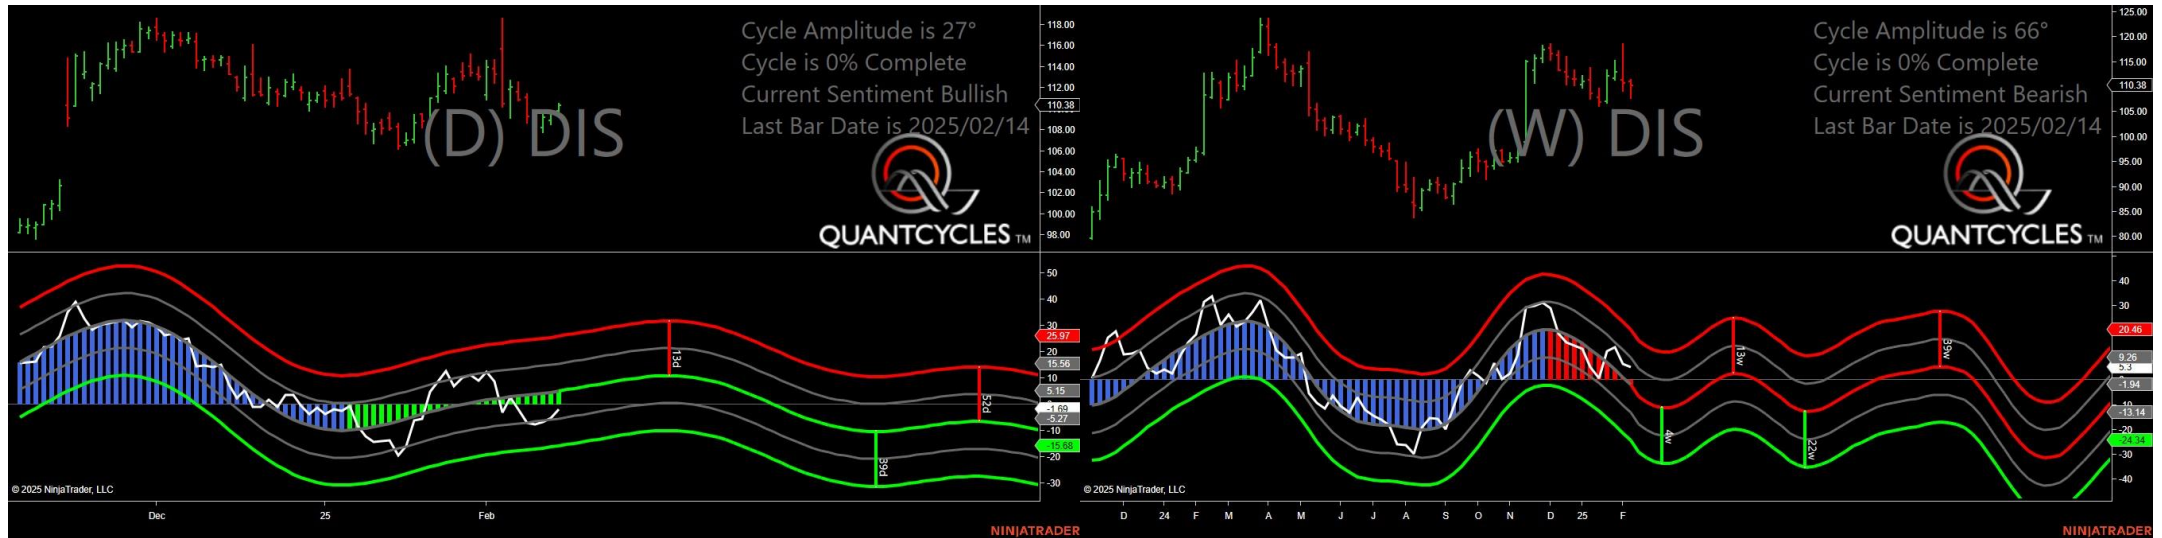 Cycle Amplitude is 27°
Cycle is 0% Complete
Current Sentiment Bullish
Last Bar Date is 2025/02/14
(D) DIS
QUANTCYCLES TM
118.00
116.00
114.00
112.00
110.38
108.00
106.00
104.00
102.00
100.00
98.00
50
40
30
25.97
20
15.56
10
5.15
-1.69
-5.27
-10
-15.68
-20
-30
13d
39d
52d
© 2025 NinjaTrader, LLC
Dec
25
Feb
NINJATRADER
Cycle Amplitude is 66°
Cycle is 0% Complete
Current Sentiment Bearish
Last Bar Date is 2025/02/14
(W) DIS
QUANTCYCLES TM
125.00
120.00
115.00
110.38
105.00
100.00
95.00
90.00
85.00
80.00
40
30
20.46
9.26
5.3
-1.94
-13.14
-20
-24.34
-30
-40
4w
13w
22w
39w
© 2025 NinjaTrader, LLC
D 24 F M A M J J A S O N D 25 F
NINJATRADER